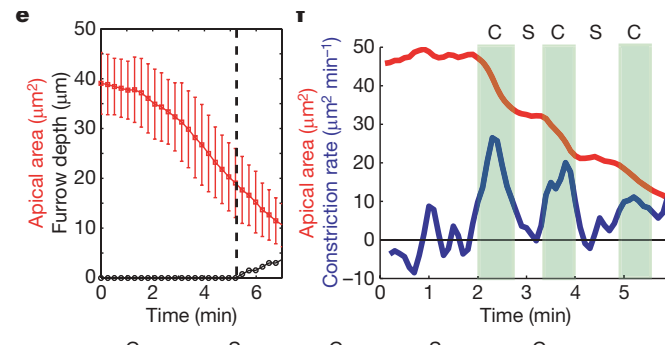 e
f
C S C S C
50
40
30
20
10
0
Apical area (μm²)
Furrow depth (μm)
0 2 4 6
Time (min)
50
40
30
20
10
0
–10
Apical area (μm²)
Constriction rate (μm² min⁻¹)
0 1 2 3 4 5
Time (min)
C S C S C